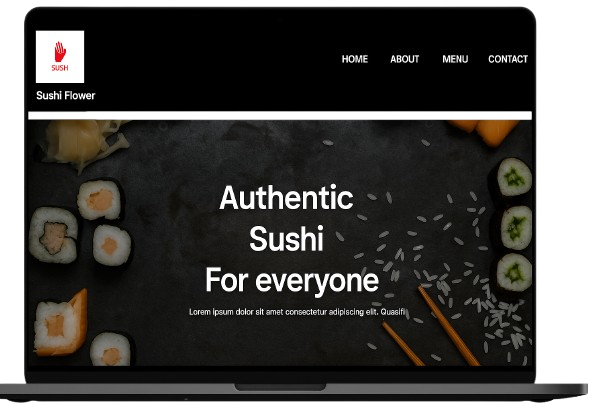 SUSH
Sushi Flower
HOME ABOUT MENU CONTACT
Authentic
Sushi
For everyone
Lorem ipsum dolor sit amet consectetur adipiscing elit. Quasifi